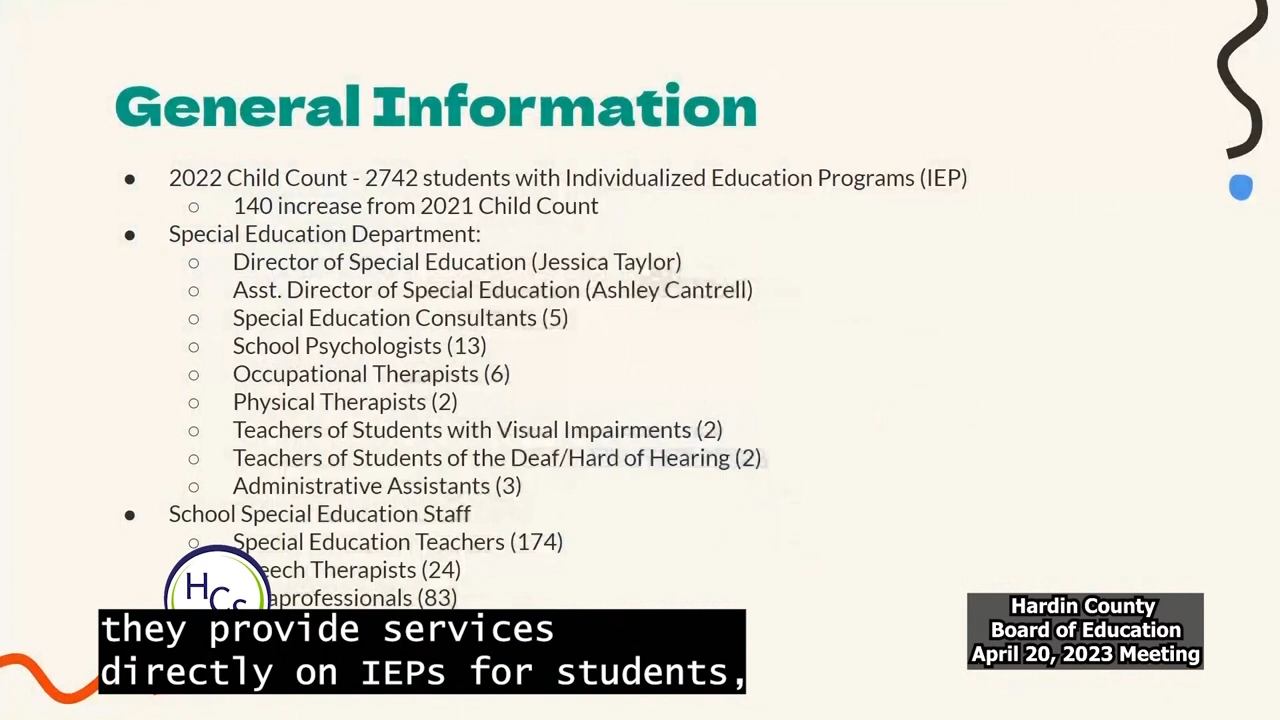 General Information
● 2022 Child Count - 2742 students with Individualized Education Programs (IEP)
○ 140 increase from 2021 Child Count
● Special Education Department:
○ Director of Special Education (Jessica Taylor)
○ Asst. Director of Special Education (Ashley Cantrell)
○ Special Education Consultants (5)
○ School Psychologists (13)
○ Occupational Therapists (6)
○ Physical Therapists (2)
○ Teachers of Students with Visual Impairments (2)
○ Teachers of Students of the Deaf/Hard of Hearing (2)
○ Administrative Assistants (3)
● School Special Education Staff
○ Special Education Teachers (174)
eech Therapists (24)
aprofessionals (83)
HCS
they provide services
directly on IEPs for students,
Hardin County
Board of Education
April 20, 2023 Meeting